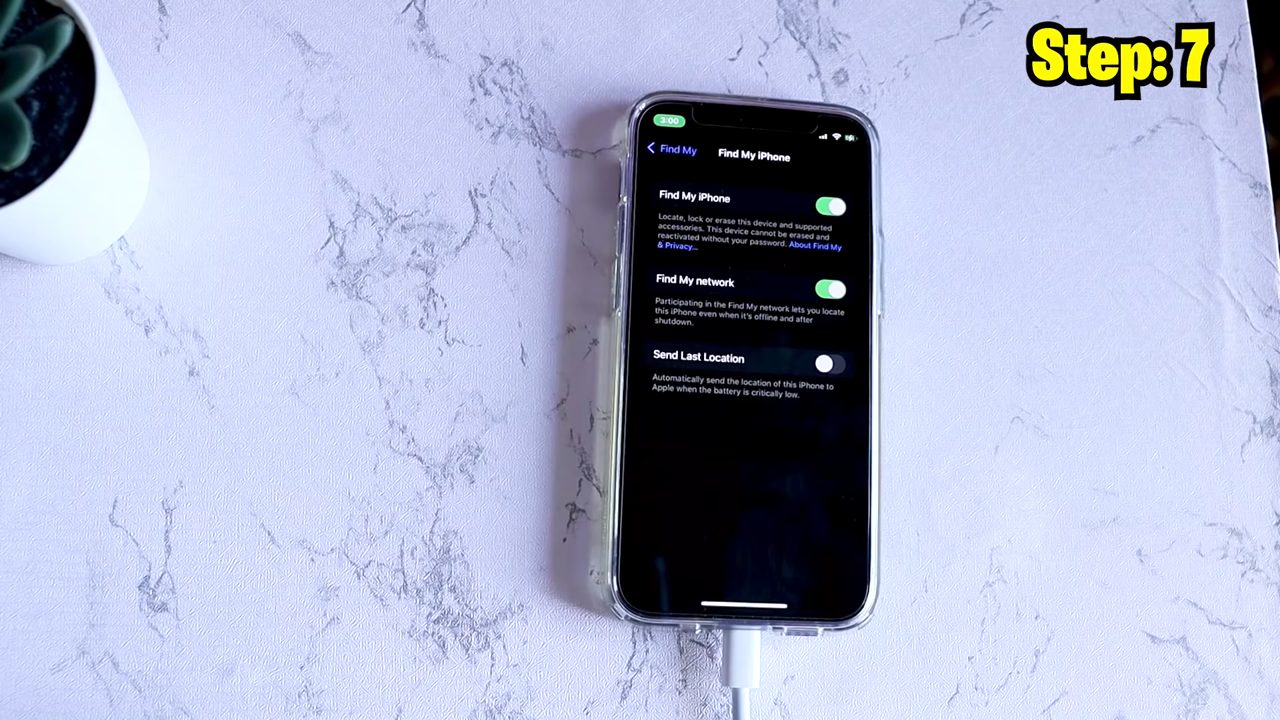 Step: 7
3:00
Find My
Find My iPhone
Find My iPhone
Locate, lock or erase this device and supported
accessories. This device cannot be erased and
reactivated without your password. About Find My
& Privacy...
Find My network
Participating in the Find My network lets you locate
this iPhone even when it's offline and after
shutdown.
Send Last Location
Automatically send the location of this iPhone to
Apple when the battery is critically low.